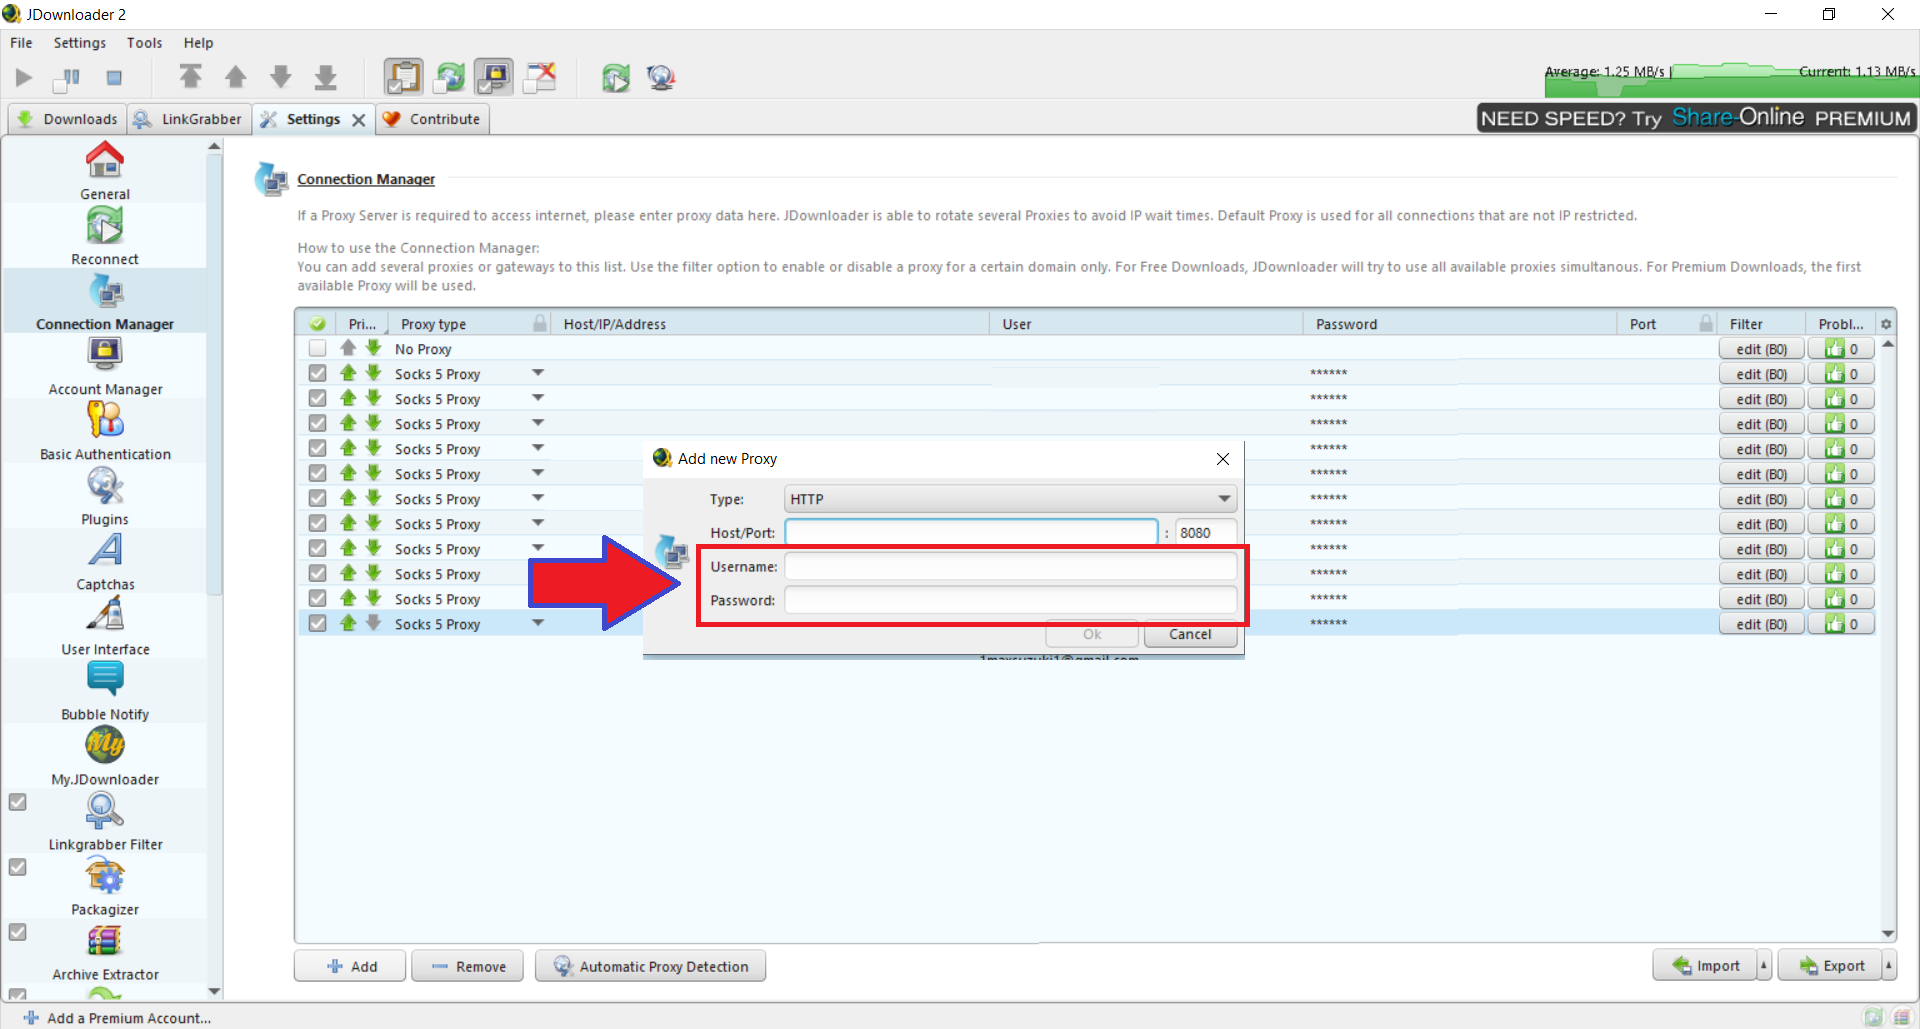 JDownloader 2
File Settings Tools Help
Average: 1.25 MB/s Current: 1.13 MB/s
Downloads LinkGrabber Settings Contribute
NEED SPEED? Try Share-Online PREMIUM
General
Reconnect
Connection Manager
Account Manager
Basic Authentication
Plugins
Captchas
User Interface
Bubble Notify
My
My.JDownloader
Linkgrabber Filter
Packagizer
Archive Extractor
Connection Manager
If a Proxy Server is required to access internet, please enter proxy data here. JDownloader is able to rotate several Proxies to avoid IP wait times. Default Proxy is used for all connections that are not IP restricted.
How to use the Connection Manager:
You can add several proxies or gateways to this list. Use the filter option to enable or disable a proxy for a certain domain only. For Free Downloads, JDownloader will try to use all available proxies simultanous. For Premium Downloads, the first
available Proxy will be used.
Pri... Proxy type Host/IP/Address User Password Port Filter Probl...
No Proxy edit (B0) 0
Socks 5 Proxy ****** edit (B0) 0
Socks 5 Proxy ****** edit (B0) 0
Socks 5 Proxy ****** edit (B0) 0
Socks 5 Proxy ****** edit (B0) 0
Socks 5 Proxy ****** edit (B0) 0
Socks 5 Proxy ****** edit (B0) 0
Socks 5 Proxy ****** edit (B0) 0
Socks 5 Proxy ****** edit (B0) 0
Socks 5 Proxy ****** edit (B0) 0
Socks 5 Proxy ****** edit (B0) 0
Socks 5 Proxy ****** edit (B0) 0
Add new Proxy
Type: HTTP
Host/Port: : 8080
Username:
Password:
Ok Cancel
Add Remove Automatic Proxy Detection Import Export
Add a Premium Account...